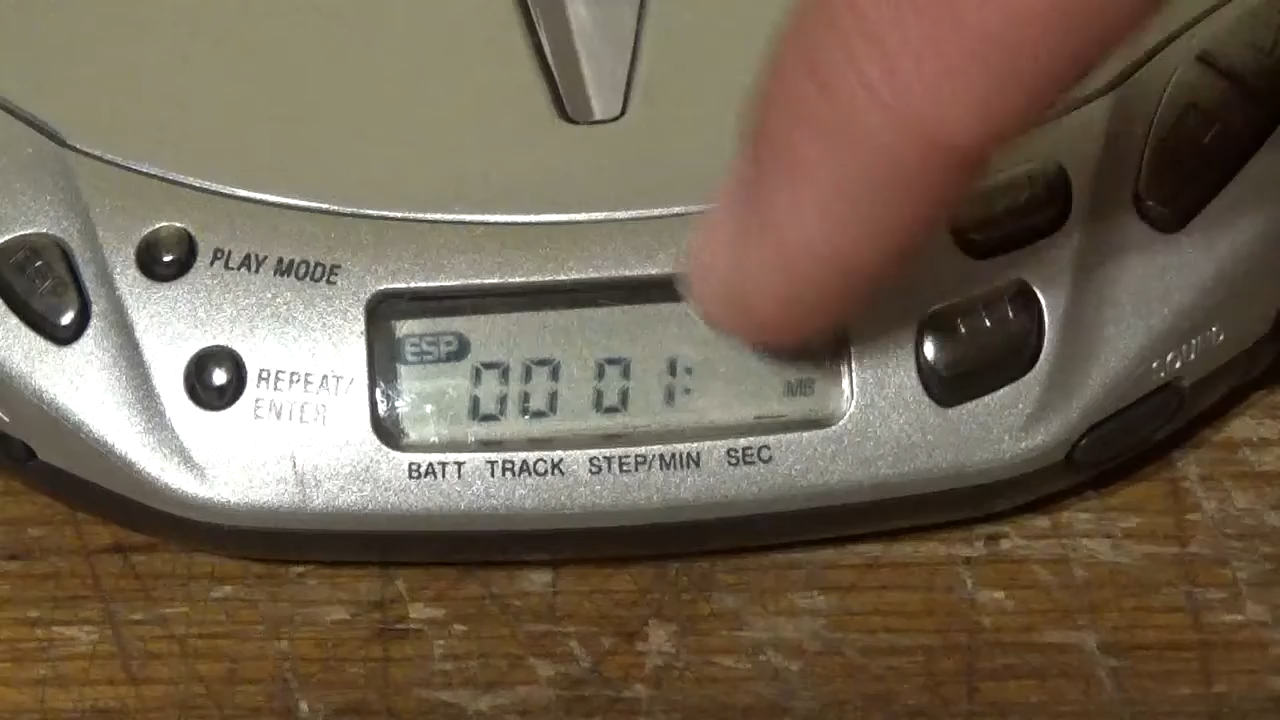 PLAY MODE
REPEAT/
ENTER
ESP
00 01:
MB
BATT TRACK STEP/MIN SEC